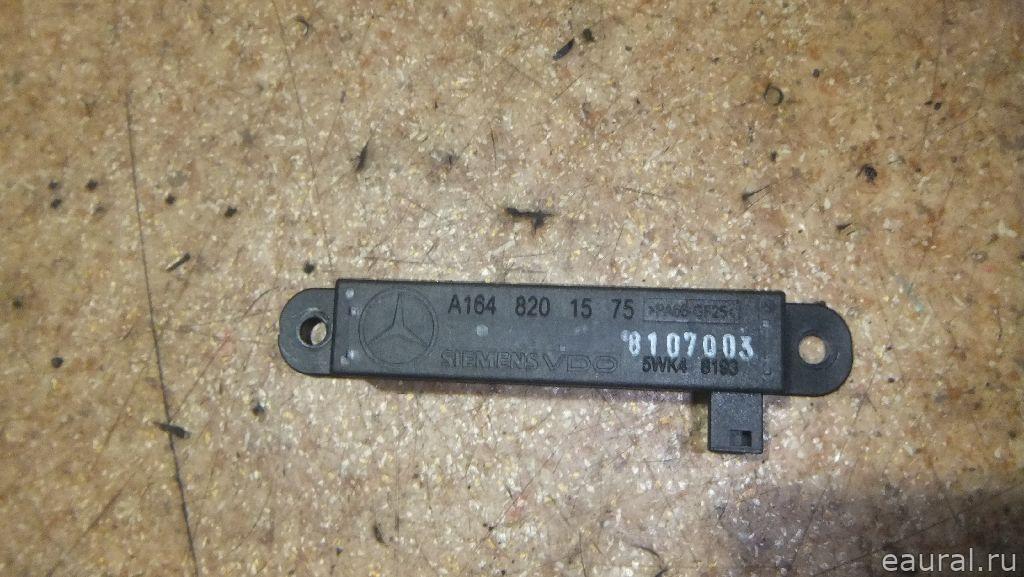 A164 820 15 75 >PA66-GF25<
8107003
SIEMENS VDO 5WK4 8193
eaural.ru